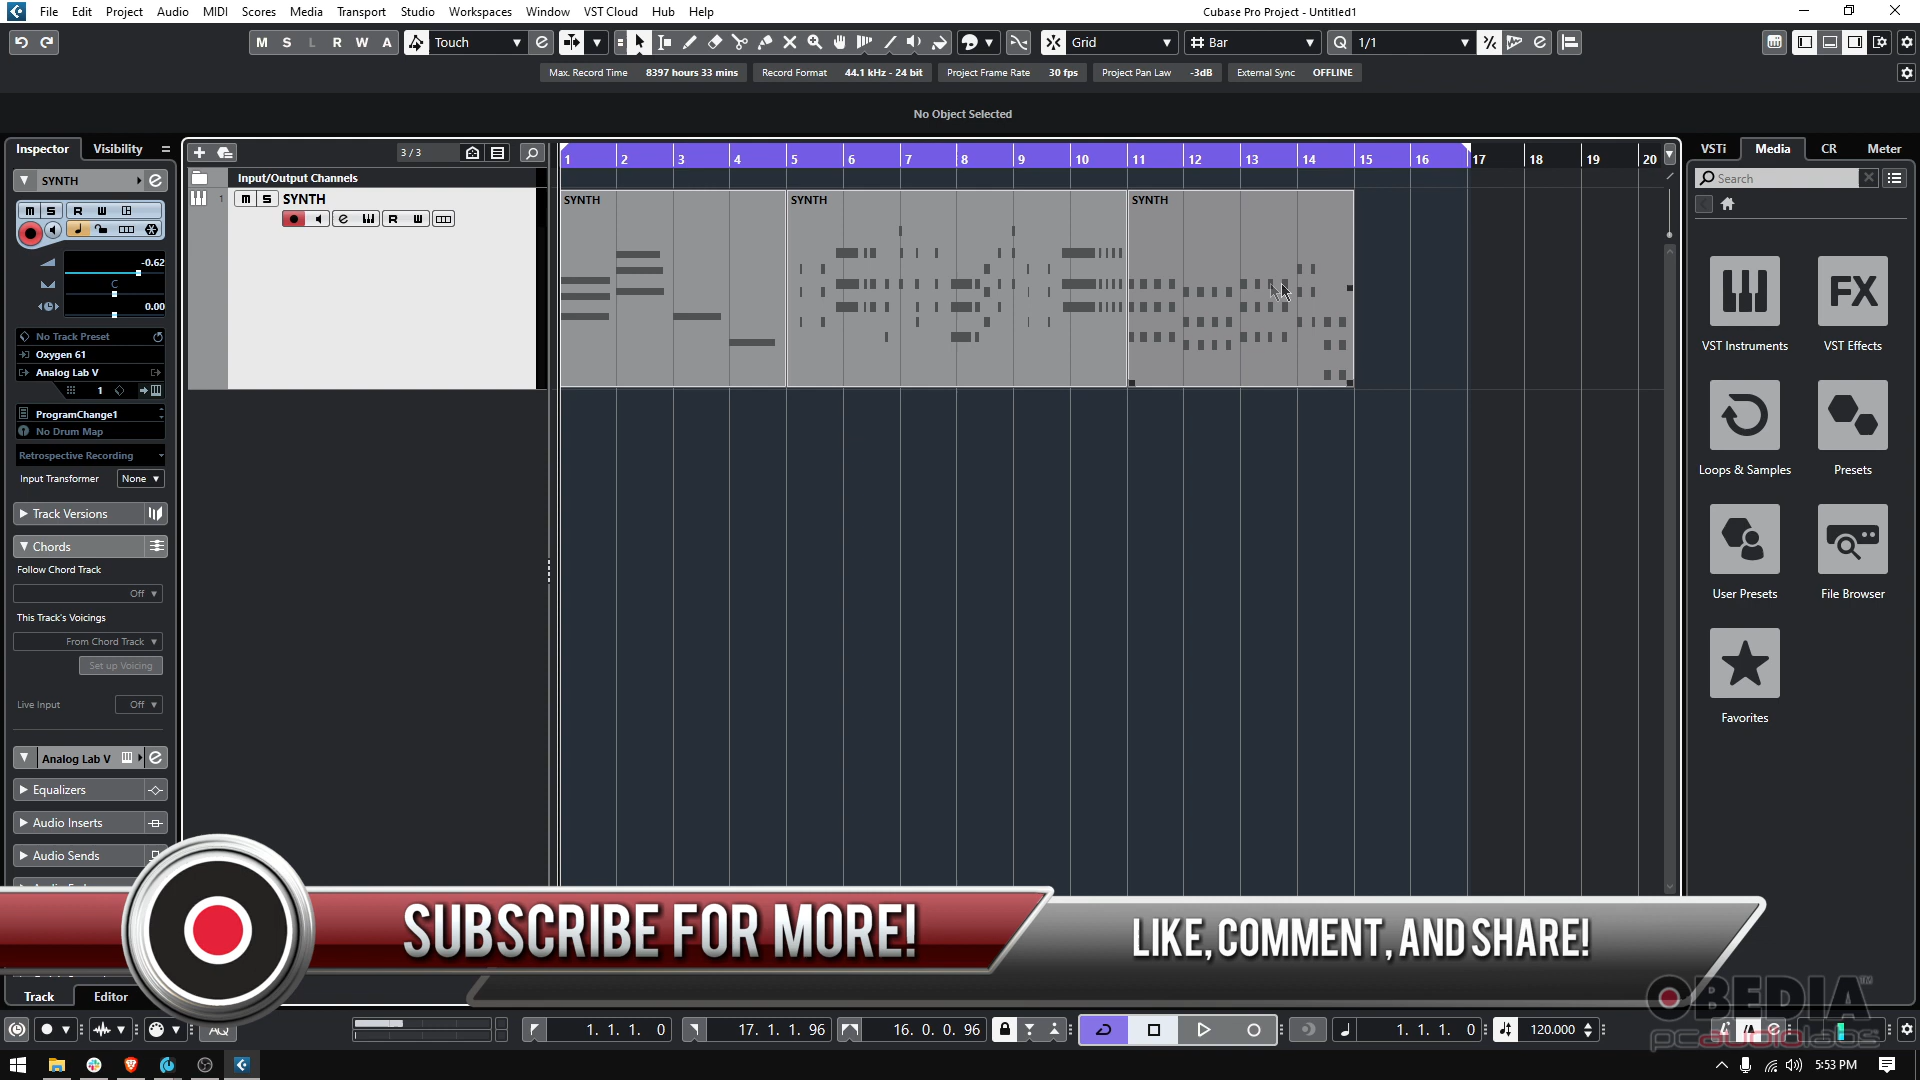 File Edit Project Audio MIDI Scores Media Transport Studio Workspaces Window VST Cloud Hub Help
Cubase Pro Project - Untitled1
M S L R W A Touch Grid Bar Q 1/1
Max. Record Time 8397 hours 33 mins Record Format 44.1 kHz - 24 bit Project Frame Rate 30 fps Project Pan Law -3dB External Sync OFFLINE
No Object Selected
Inspector Visibility
3 / 3
1 2 3 4 5 6 7 8 9 10 11 12 13 14 15 16 17 18 19 20
VSTi Media CR Meter
SYNTH
Input/Output Channels
Search
1 M S SYNTH
SYNTH SYNTH SYNTH
M S R W
R W
-0.62
C
0.00
No Track Preset
Oxygen 61
Analog Lab V
1
ProgramChange1
No Drum Map
Retrospective Recording
Input Transformer None
Track Versions
Chords
Follow Chord Track
Off
This Track's Voicings
From Chord Track
Set up Voicing
Live Input Off
Analog Lab V
Equalizers
Audio Inserts
Audio Sends
FX
VST Instruments VST Effects
Loops & Samples Presets
User Presets File Browser
Favorites
SUBSCRIBE FOR MORE!
LIKE, COMMENT, AND SHARE!
OBEDIA™
pcaudiolabs
Track Editor
AQ
1. 1. 1. 0
17. 1. 1. 96
16. 0. 0. 96
1. 1. 1. 0
120.000
5:53 PM